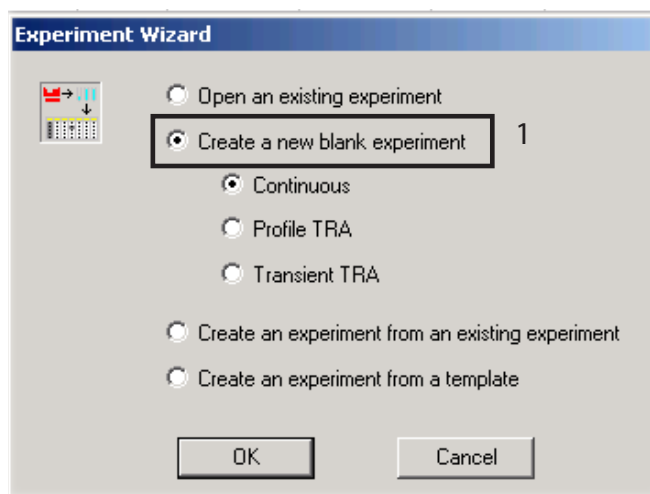 Experiment Wizard
Open an existing experiment
Create a new blank experiment 1
Continuous
Profile TRA
Transient TRA
Create an experiment from an existing experiment
Create an experiment from a template
OK Cancel